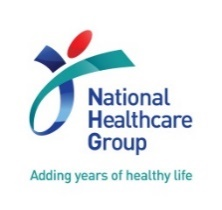 National
Healthcare
Group
Adding years of healthy life